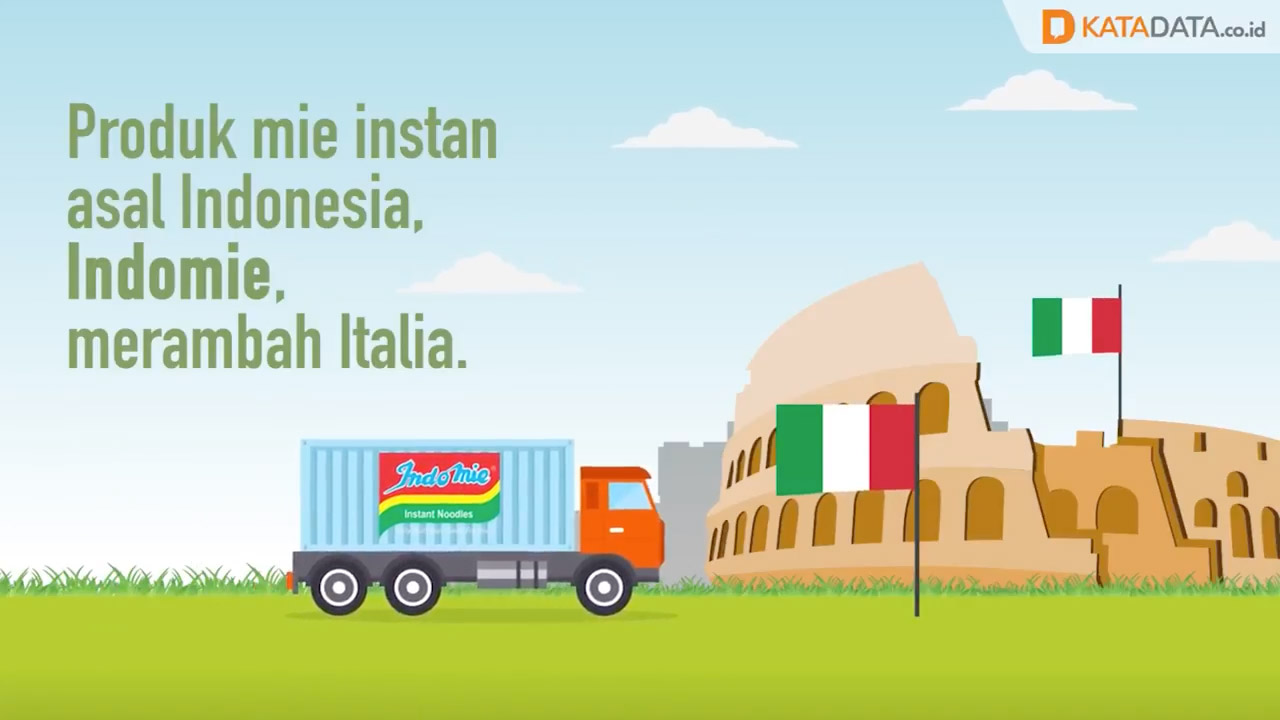 KATADATA.co.id
Produk mie instan
asal Indonesia,
Indomie,
merambah Italia.
Indomie
Instant Noodles